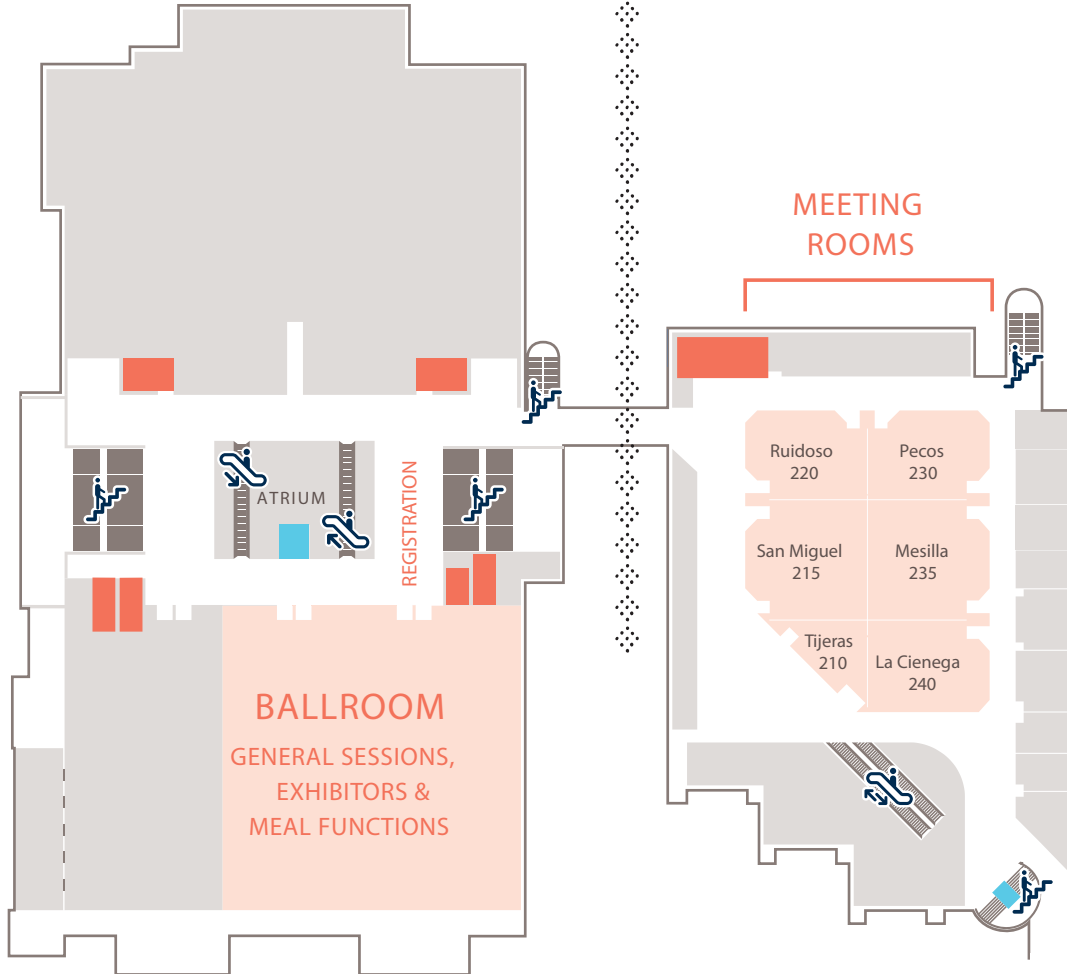 MEETING
ROOMS
Ruidoso
220
Pecos
230
ATRIUM
REGISTRATION
San Miguel
215
Mesilla
235
Tijeras
210
La Cienega
240
BALLROOM
GENERAL SESSIONS,
EXHIBITORS &
MEAL FUNCTIONS